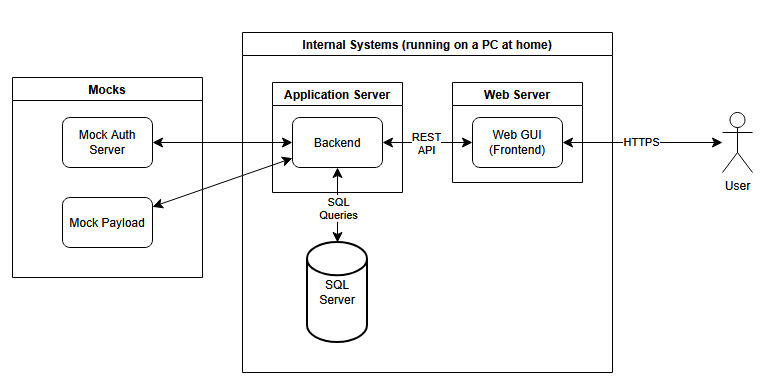 Internal Systems (running on a PC at home)
Mocks
Application Server
Web Server
Mock Auth
Server
Backend
REST
API
Web GUI
(Frontend)
HTTPS
User
Mock Payload
SQL
Queries
SQL
Server